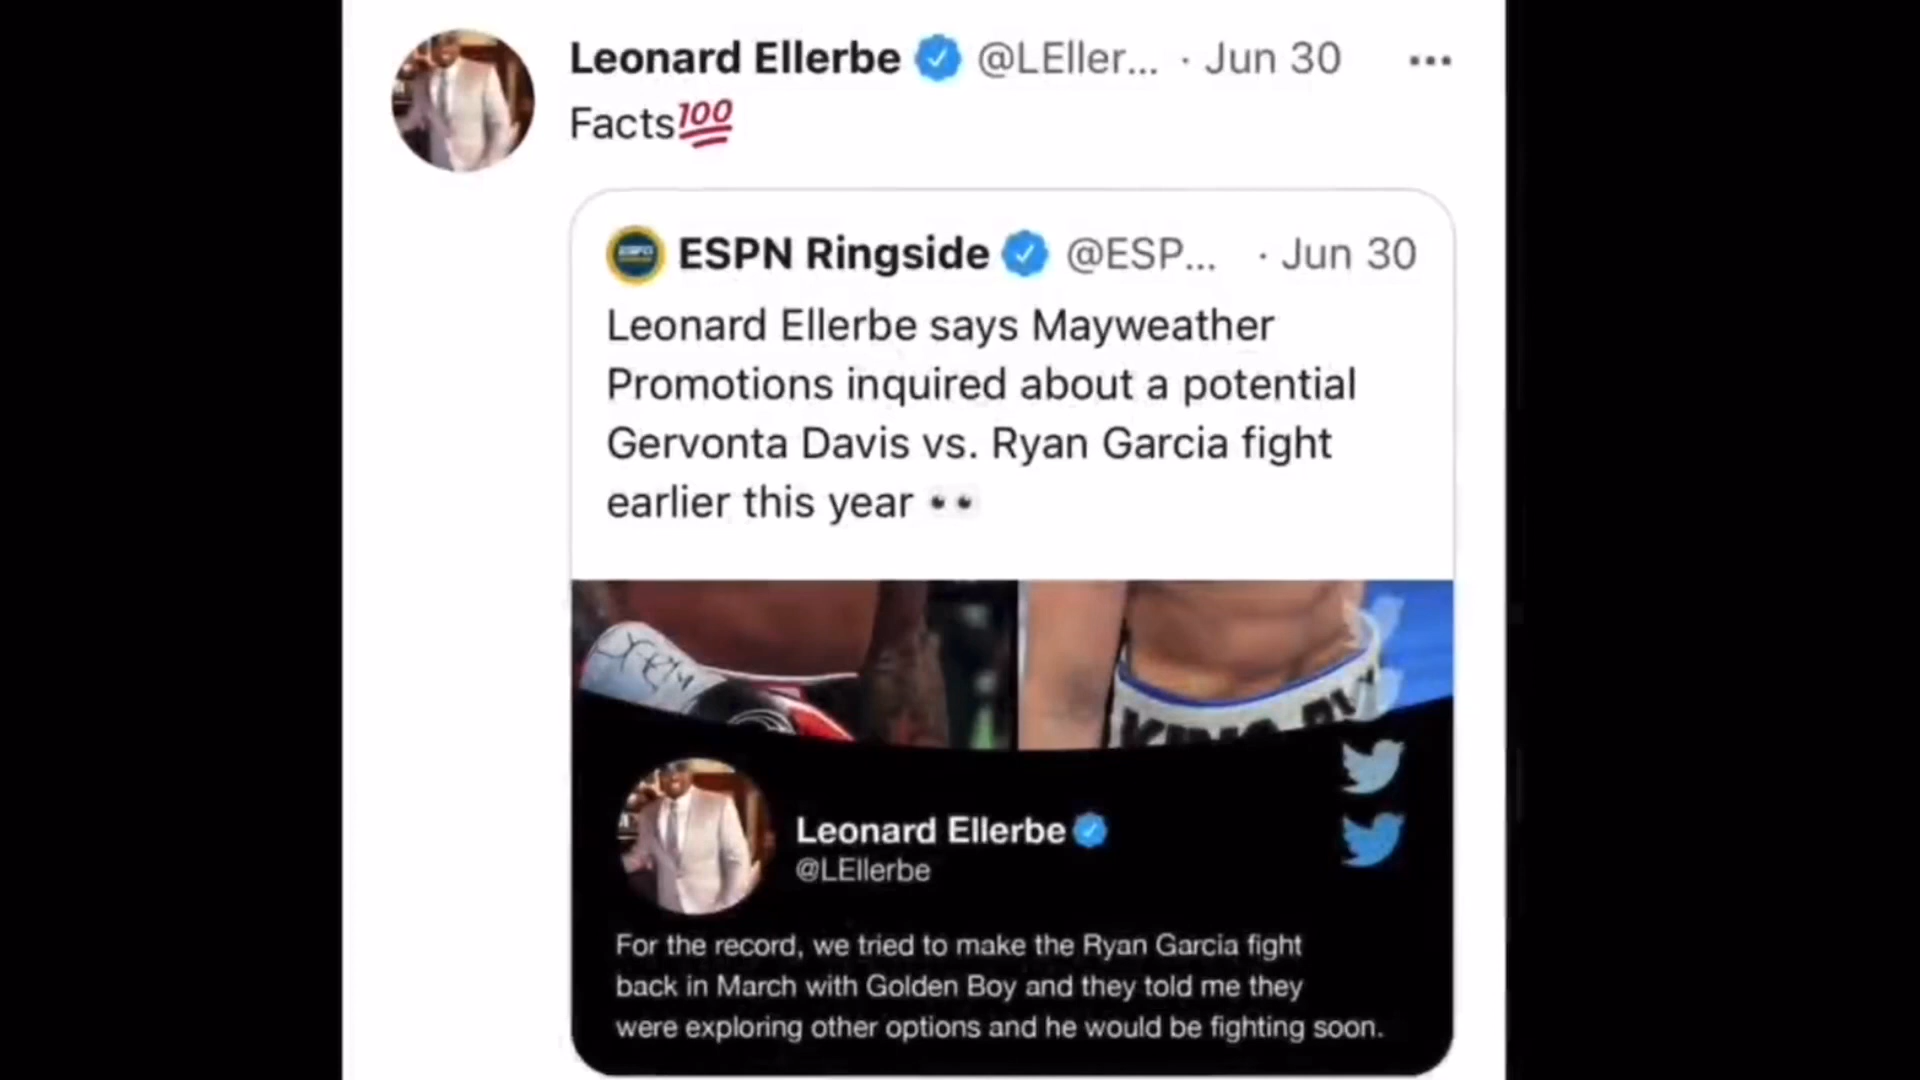 Leonard Ellerbe @LEller... · Jun 30 ...
Facts💯
ESPN Ringside @ESP... · Jun 30
Leonard Ellerbe says Mayweather
Promotions inquired about a potential
Gervonta Davis vs. Ryan Garcia fight
earlier this year 👀
KING RY
Leonard Ellerbe
@LEllerbe
For the record, we tried to make the Ryan Garcia fight
back in March with Golden Boy and they told me they
were exploring other options and he would be fighting soon.